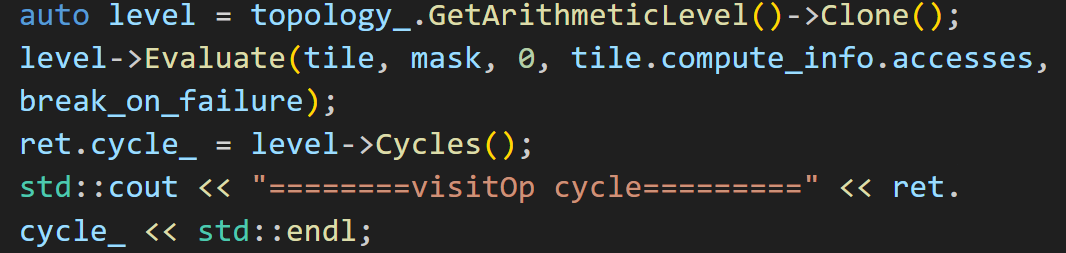 auto level = topology_.GetArithmeticLevel()->Clone();
level->Evaluate(tile, mask, 0, tile.compute_info.accesses,
break_on_failure);
ret.cycle_ = level->Cycles();
std::cout << "========visitOp cycle=========" << ret.
cycle_ << std::endl;